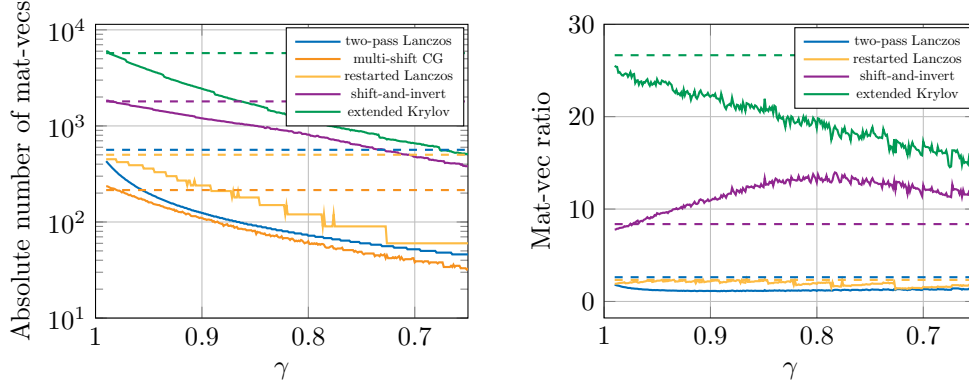 Absolute number of mat-vecs
10^4
10^3
10^2
10^1
1
0.9
0.8
0.7
γ
two-pass Lanczos
multi-shift CG
restarted Lanczos
shift-and-invert
extended Krylov
Mat-vec ratio
30
20
10
0
1
0.9
0.8
0.7
γ
two-pass Lanczos
restarted Lanczos
shift-and-invert
extended Krylov